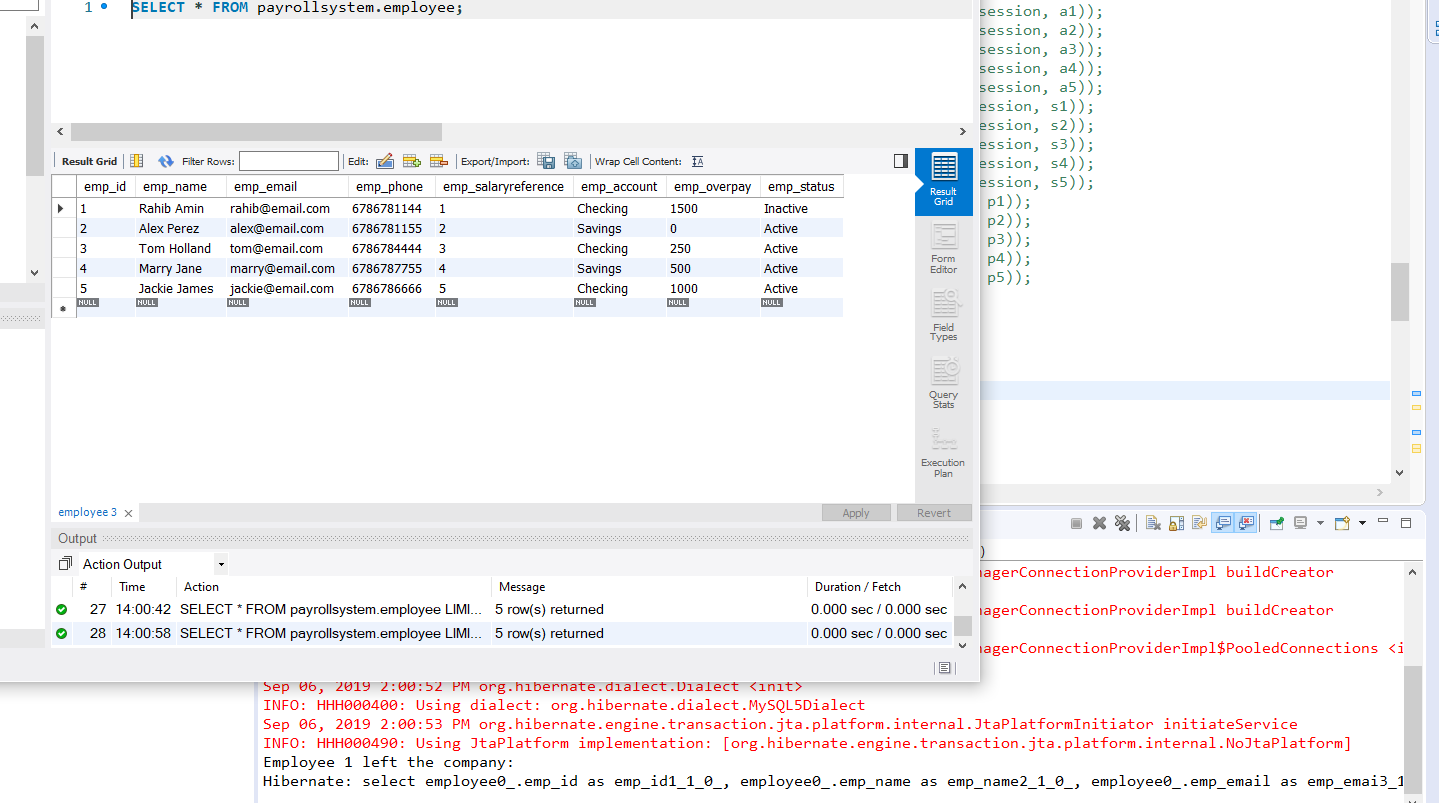 1 SELECT * FROM payrollsystem.employee;
session, a1));
session, a2));
session, a3));
session, a4));
session, a5));
ession, s1));
ession, s2));
ession, s3));
ession, s4));
ession, s5));
p1));
p2));
p3));
p4));
p5));
Result Grid Filter Rows: Edit: Export/Import: Wrap Cell Content:
emp_id emp_name emp_email emp_phone emp_salaryreference emp_account emp_overpay emp_status
1 Rahib Amin rahib@email.com 6786781144 1 Checking 1500 Inactive
2 Alex Perez alex@email.com 6786781155 2 Savings 0 Active
3 Tom Holland tom@email.com 6786784444 3 Checking 250 Active
4 Marry Jane marry@email.com 6786787755 4 Savings 500 Active
5 Jackie James jackie@email.com 6786786666 5 Checking 1000 Active
NULL NULL NULL NULL NULL NULL NULL NULL
Result
Grid
Form
Editor
Field
Types
Query
Stats
Execution
Plan
employee 3
Apply Revert
Output
Action Output
# Time Action Message Duration / Fetch
27 14:00:42 SELECT * FROM payrollsystem.employee LIMI... 5 row(s) returned 0.000 sec / 0.000 sec
28 14:00:58 SELECT * FROM payrollsystem.employee LIMI... 5 row(s) returned 0.000 sec / 0.000 sec
)
nagerConnectionProviderImpl buildCreator
nagerConnectionProviderImpl buildCreator
nagerConnectionProviderImpl$PooledConnections <i
Sep 06, 2019 2:00:52 PM org.hibernate.dialect.Dialect <init>
INFO: HHH000400: Using dialect: org.hibernate.dialect.MySQL5Dialect
Sep 06, 2019 2:00:53 PM org.hibernate.engine.transaction.jta.platform.internal.JtaPlatformInitiator initiateService
INFO: HHH000490: Using JtaPlatform implementation: [org.hibernate.engine.transaction.jta.platform.internal.NoJtaPlatform]
Employee 1 left the company:
Hibernate: select employee0_.emp_id as emp_id1_1_0_, employee0_.emp_name as emp_name2_1_0_, employee0_.emp_email as emp_emai3_1